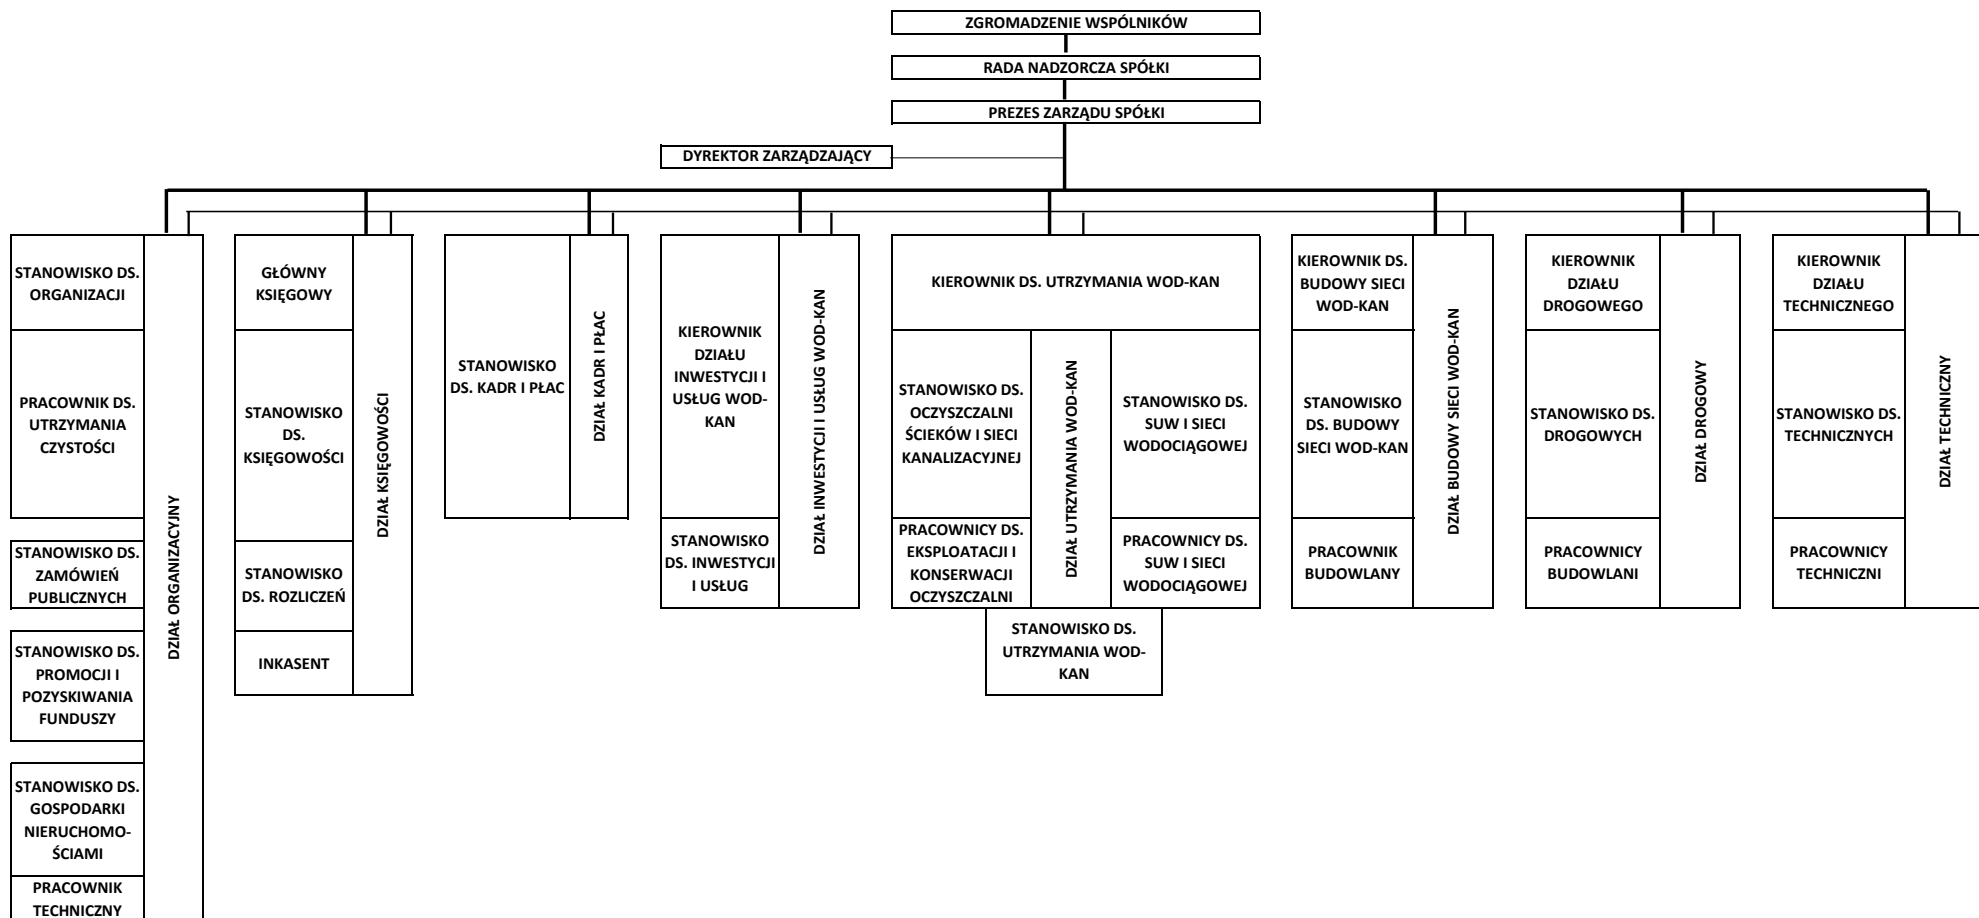 ZGROMADZENIE WSPÓLNIKÓW
RADA NADZORCZA SPÓŁKI
PREZES ZARZĄDU SPÓŁKI
DYREKTOR ZARZĄDZAJĄCY
STANOWISKO DS.
ORGANIZACJI
PRACOWNIK DS.
UTRZYMANIA
CZYSTOŚCI
STANOWISKO DS.
ZAMÓWIEŃ
PUBLICZNYCH
STANOWISKO DS.
PROMOCJI I
POZYSKIWANIA
FUNDUSZY
STANOWISKO DS.
GOSPODARKI
NIERUCHOMO-
ŚCIAMI
PRACOWNIK
TECHNICZNY
DZIAŁ ORGANIZACYJNY
GŁÓWNY
KSIĘGOWY
STANOWISKO
DS.
KSIĘGOWOŚCI
STANOWISKO
DS. ROZLICZEŃ
INKASENT
DZIAŁ KSIĘGOWOŚCI
STANOWISKO
DS. KADR I PŁAC
DZIAŁ KADR I PŁAC
KIEROWNIK
DZIAŁU
INWESTYCJI I
USŁUG WOD-
KAN
STANOWISKO
DS. INWESTYCJI
I USŁUG
DZIAŁ INWESTYCJI I USŁUG WOD-KAN
KIEROWNIK DS. UTRZYMANIA WOD-KAN
STANOWISKO DS.
OCZYSZCZALNI
ŚCIEKÓW I SIECI
KANALIZACYJNEJ
PRACOWNICY DS.
EKSPLOATACJI I
KONSERWACJI
OCZYSZCZALNI
DZIAŁ UTRZYMANIA WOD-KAN
STANOWISKO DS.
SUW I SIECI
WODOCIĄGOWEJ
PRACOWNICY DS.
SUW I SIECI
WODOCIĄGOWEJ
STANOWISKO DS.
UTRZYMANIA WOD-
KAN
KIEROWNIK DS.
BUDOWY SIECI
WOD-KAN
STANOWISKO
DS. BUDOWY
SIECI WOD-KAN
PRACOWNIK
BUDOWLANY
DZIAŁ BUDOWY SIECI WOD-KAN
KIEROWNIK
DZIAŁU
DROGOWEGO
STANOWISKO DS.
DROGOWYCH
PRACOWNICY
BUDOWLANI
DZIAŁ DROGOWY
KIEROWNIK
DZIAŁU
TECHNICZNEGO
STANOWISKO DS.
TECHNICZNYCH
PRACOWNICY
TECHNICZNI
DZIAŁ TECHNICZNY